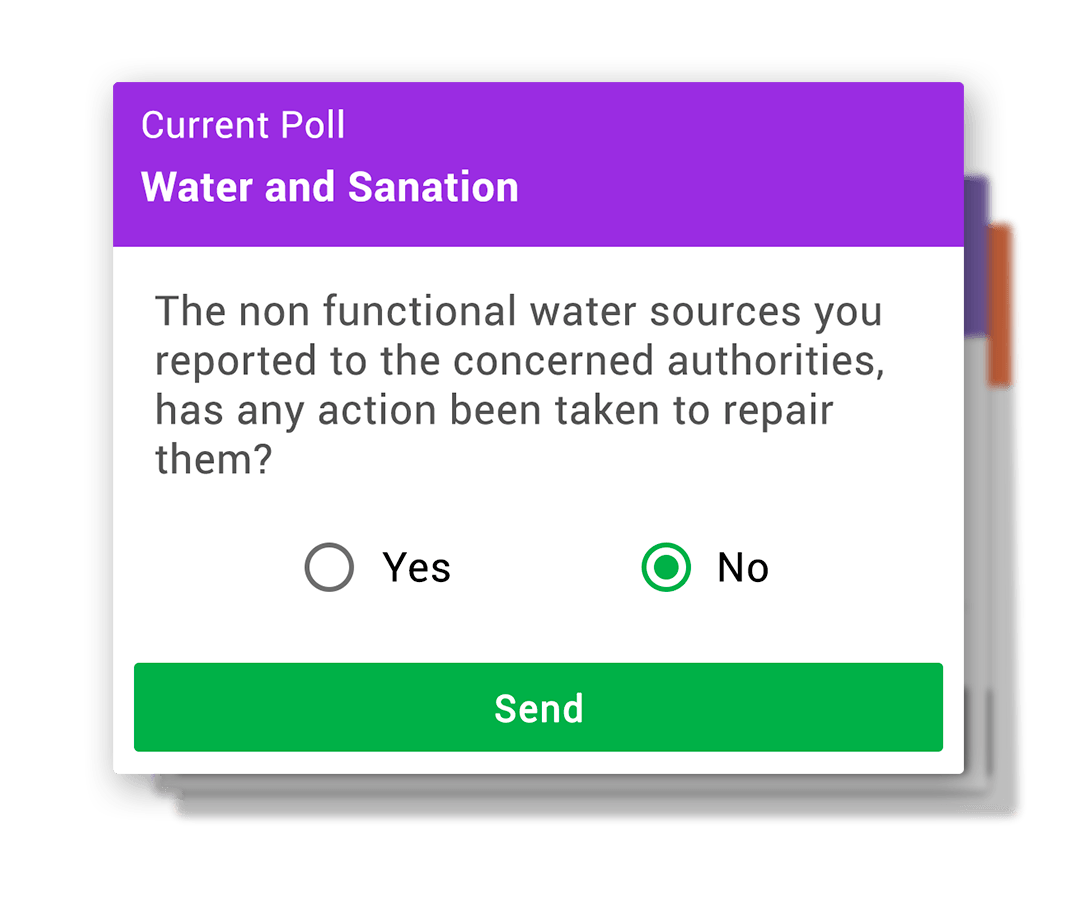 Current Poll
Water and Sanation
The non functional water sources you
reported to the concerned authorities,
has any action been taken to repair
them?
Yes
No
Send